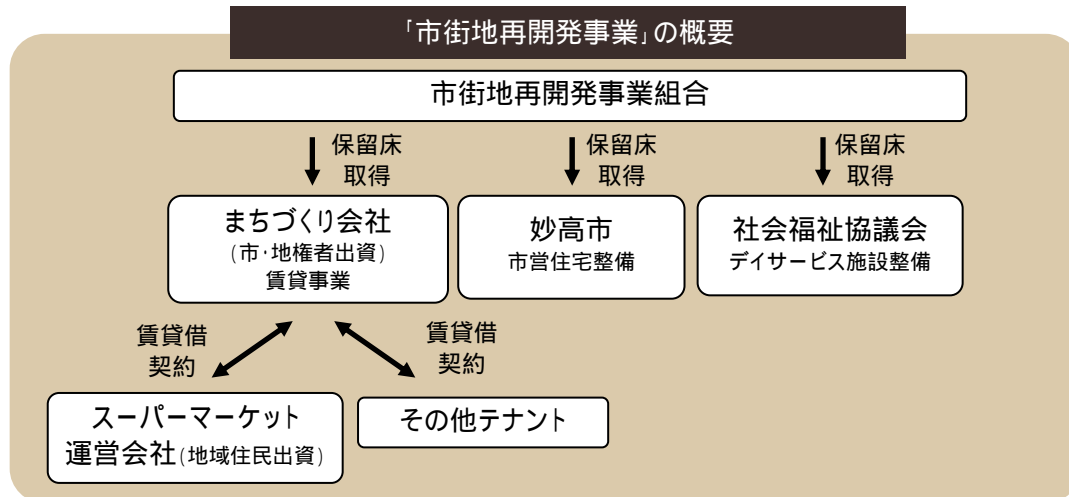 「市街地再開発事業」の概要
市街地再開発事業組合
保留床
取得
保留床
取得
保留床
取得
まちづくり会社
(市・地権者出資)
賃貸事業
妙高市
市営住宅整備
社会福祉協議会
デイサービス施設整備
賃貸借
契約
賃貸借
契約
スーパーマーケット
運営会社(地域住民出資)
その他テナント